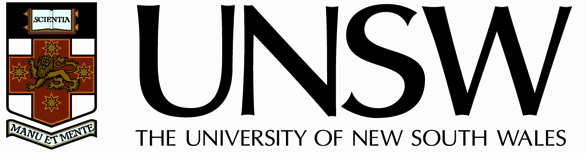 SCIENTIA
UNSW
MANU ET MENTE
THE UNIVERSITY OF NEW SOUTH WALES